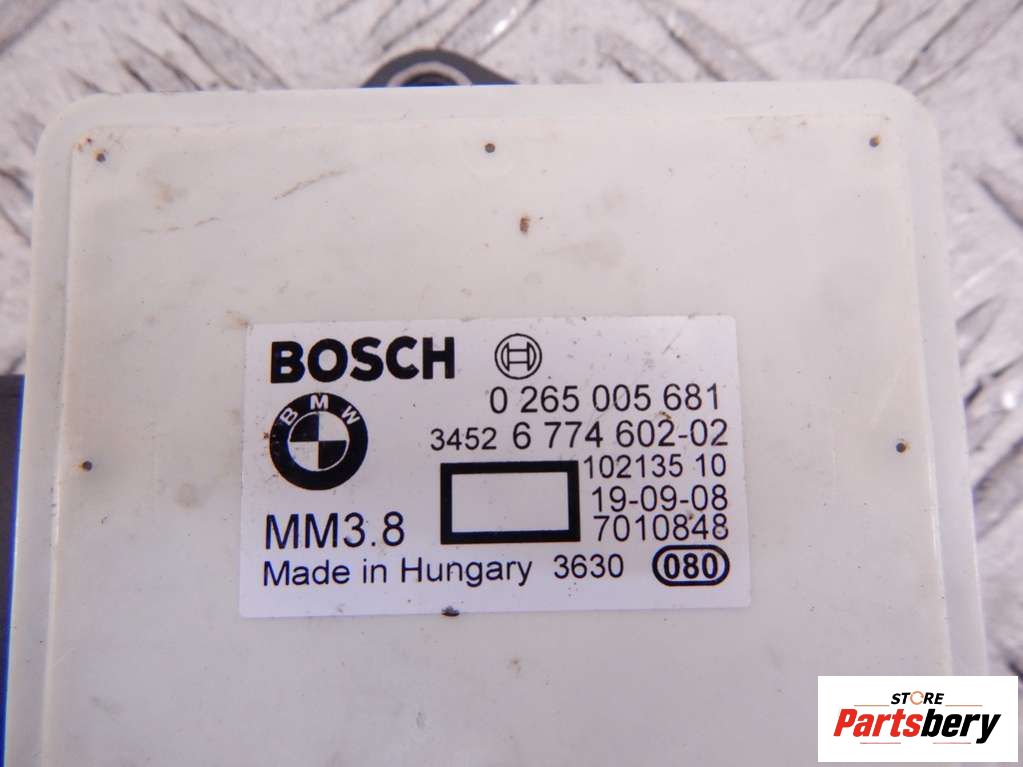 BOSCH
0 265 005 681
BMW
3452 6 774 602-02
102135 10
19-09-08
7010848
MM3.8
Made in Hungary 3630 080
STORE
Partsbery